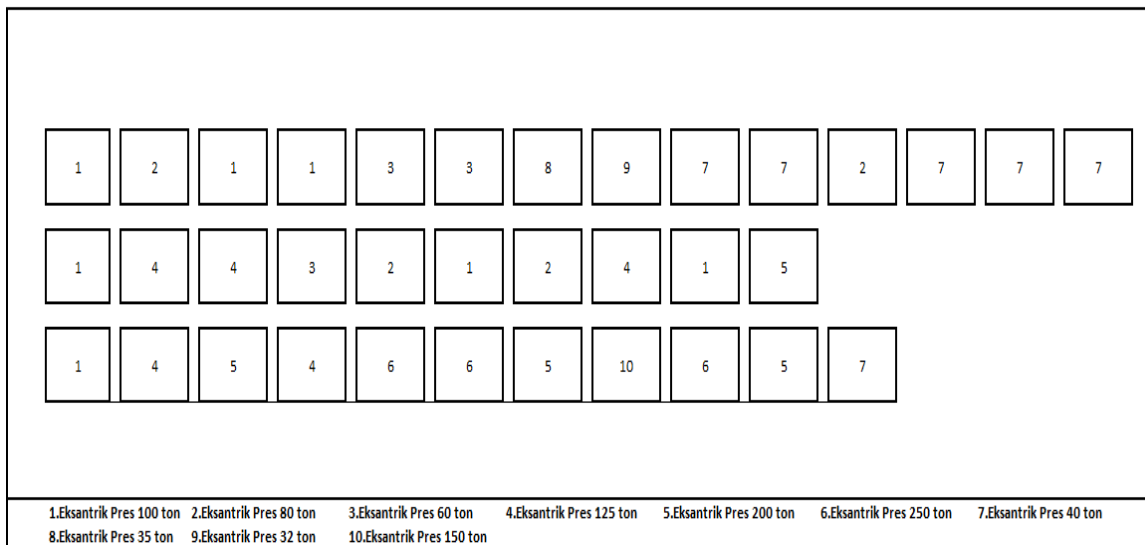 1 2 1 1 3 3 8 9 7 7 2 7 7 7
1 4 4 3 2 1 2 4 1 5
1 4 5 4 6 6 5 10 6 5 7
1.Eksantrik Pres 100 ton 2.Eksantrik Pres 80 ton 3.Eksantrik Pres 60 ton 4.Eksantrik Pres 125 ton 5.Eksantrik Pres 200 ton 6.Eksantrik Pres 250 ton 7.Eksantrik Pres 40 ton
8.Eksantrik Pres 35 ton 9.Eksantrik Pres 32 ton 10.Eksantrik Pres 150 ton